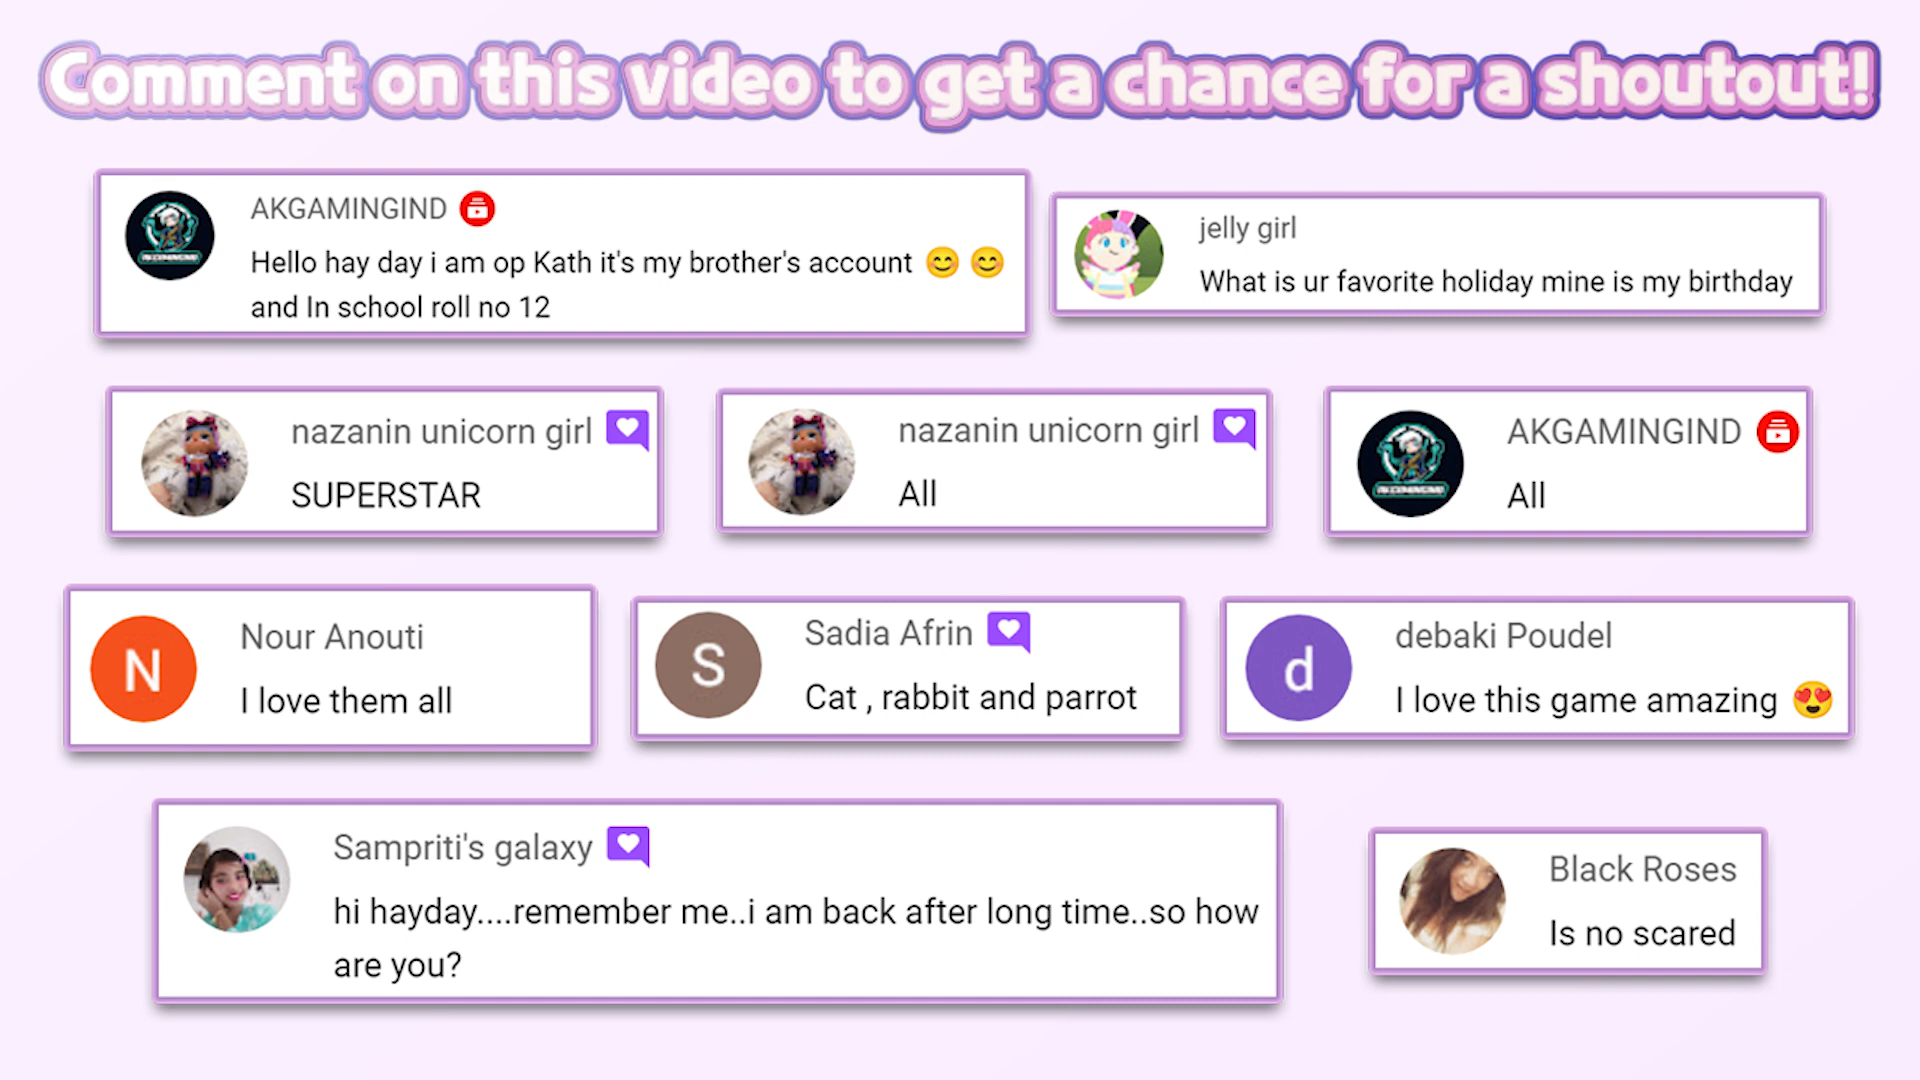 Comment on this video to get a chance for a shoutout!
AKGAMINGIND
Hello hay day i am op Kath it's my brother's account 😊 😊
and In school roll no 12
jelly girl
What is ur favorite holiday mine is my birthday
nazanin unicorn girl
SUPERSTAR
nazanin unicorn girl
All
AKGAMINGIND
All
N
Nour Anouti
I love them all
S
Sadia Afrin
Cat , rabbit and parrot
d
debaki Poudel
I love this game amazing 😍
Sampriti's galaxy
hi hayday....remember me..i am back after long time..so how
are you?
Black Roses
Is no scared